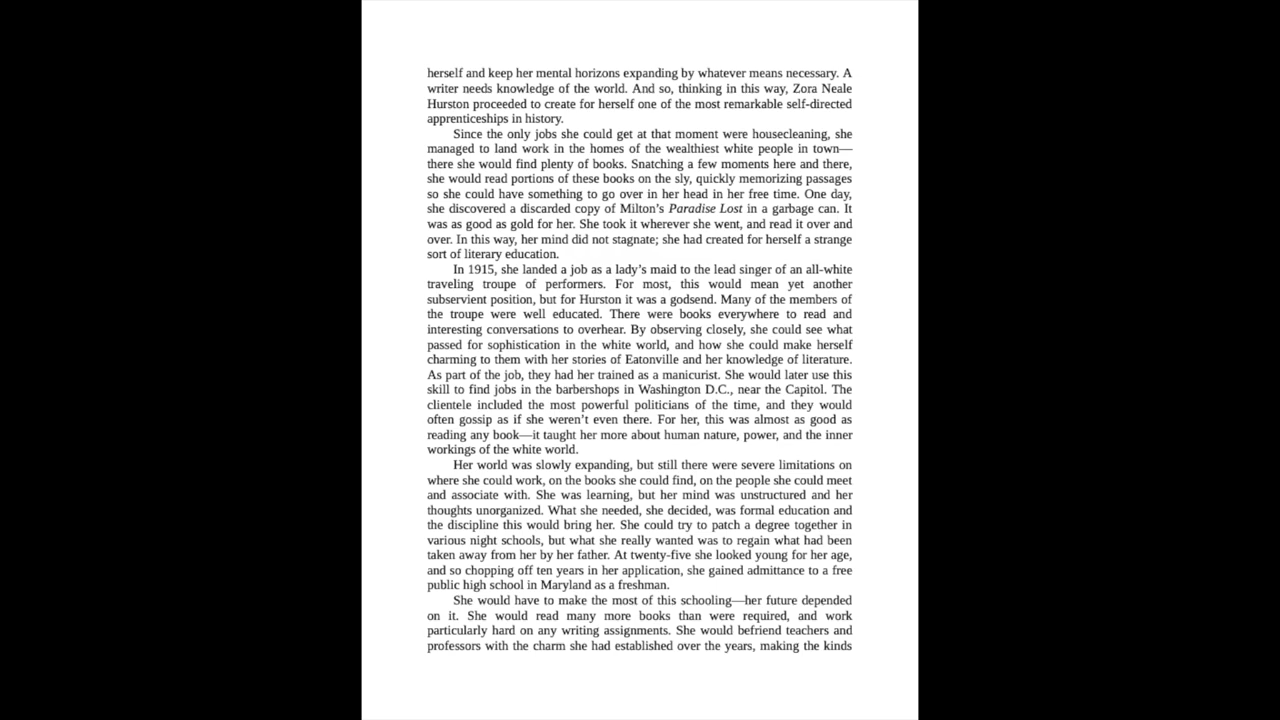 herself and keep her mental horizons expanding by whatever means necessary. A
writer needs knowledge of the world. And so, thinking in this way, Zora Neale
Hurston proceeded to create for herself one of the most remarkable self-directed
apprenticeships in history.
Since the only jobs she could get at that moment were housecleaning, she
managed to land work in the homes of the wealthiest white people in town—
there she would find plenty of books. Snatching a few moments here and there,
she would read portions of these books on the sly, quickly memorizing passages
so she could have something to go over in her head in her free time. One day,
she discovered a discarded copy of Milton’s Paradise Lost in a garbage can. It
was as good as gold for her. She took it wherever she went, and read it over and
over. In this way, her mind did not stagnate; she had created for herself a strange
sort of literary education.
In 1915, she landed a job as a lady’s maid to the lead singer of an all-white
traveling troupe of performers. For most, this would mean yet another
subservient position, but for Hurston it was a godsend. Many of the members of
the troupe were well educated. There were books everywhere to read and
interesting conversations to overhear. By observing closely, she could see what
passed for sophistication in the white world, and how she could make herself
charming to them with her stories of Eatonville and her knowledge of literature.
As part of the job, they had her trained as a manicurist. She would later use this
skill to find jobs in the barbershops in Washington D.C., near the Capitol. The
clientele included the most powerful politicians of the time, and they would
often gossip as if she weren’t even there. For her, this was almost as good as
reading any book—it taught her more about human nature, power, and the inner
workings of the white world.
Her world was slowly expanding, but still there were severe limitations on
where she could work, on the books she could find, on the people she could meet
and associate with. She was learning, but her mind was unstructured and her
thoughts unorganized. What she needed, she decided, was formal education and
the discipline this would bring her. She could try to patch a degree together in
various night schools, but what she really wanted was to regain what had been
taken away from her by her father. At twenty-five she looked young for her age,
and so chopping off ten years in her application, she gained admittance to a free
public high school in Maryland as a freshman.
She would have to make the most of this schooling—her future depended
on it. She would read many more books than were required, and work
particularly hard on any writing assignments. She would befriend teachers and
professors with the charm she had established over the years, making the kinds